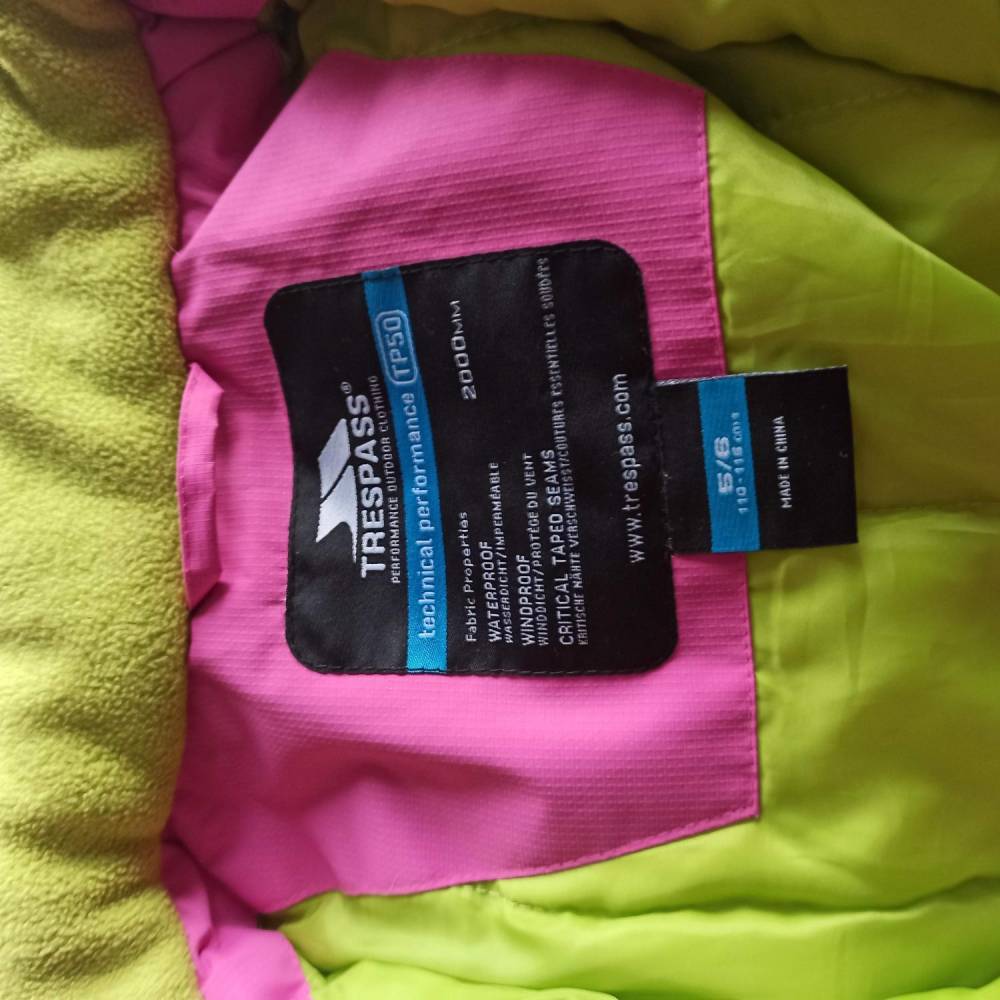 TRESPASS®
PERFORMANCE OUTDOOR CLOTHING
technical performance TP50
Fabric Properties 2000MM
WATERPROOF
WASSERDICHT/IMPERMÉABLE
WINDPROOF
WINDDICHT/PROTÈGE DU VENT
CRITICAL TAPED SEAMS
KRITISCHE NÄHTE VERSCHWEISST/COUTURES ESSENTIELLES SOUDÉES
www.trespass.com
5/6
110-116 cm
MADE IN CHINA